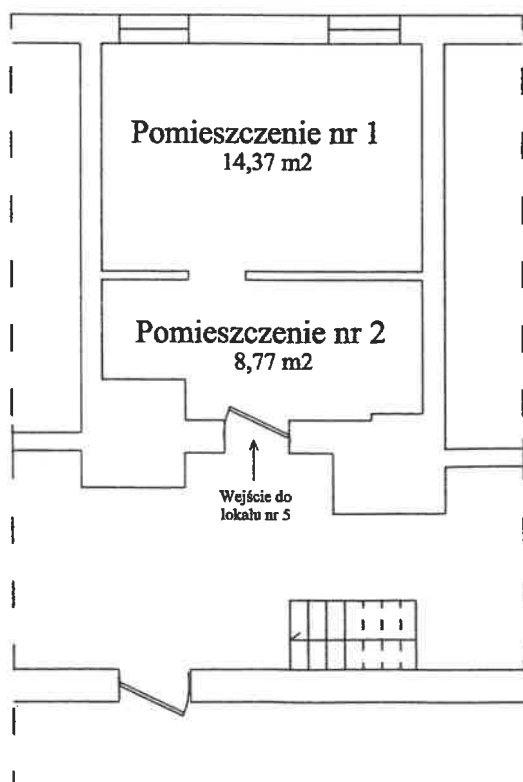 Pomieszczenie nr 1
14,37 m2
Pomieszczenie nr 2
8,77 m2
Wejście do
lokalu nr 5